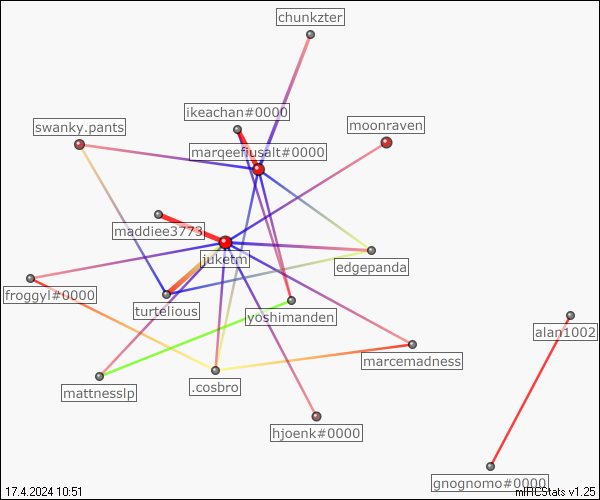 chunkzter
ikeachan#0000
swanky.pants
moonraven
marqeefiusalt#0000
maddiee3773
juketm
edgepanda
froggyl#0000
turtelious
yoshimanden
alan1002
marcemadness
mattnesslp
.cosbro
hjoenk#0000
gnognomo#0000
17.4.2024 10:51
mIRCStats v1.25